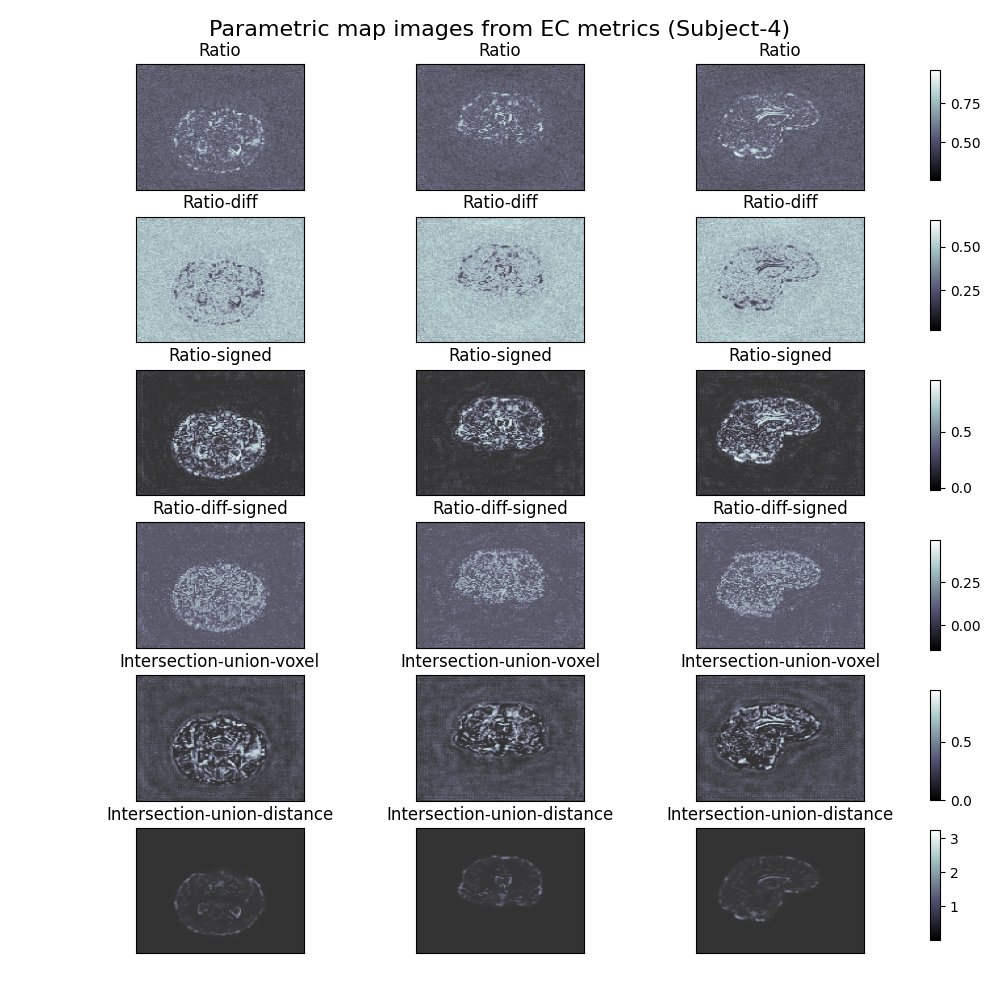 Parametric map images from EC metrics (Subject-4)
Ratio Ratio Ratio
0.75
0.50
Ratio-diff Ratio-diff Ratio-diff
0.50
0.25
Ratio-signed Ratio-signed Ratio-signed
0.5
0.0
Ratio-diff-signed Ratio-diff-signed Ratio-diff-signed
0.25
0.00
Intersection-union-voxel Intersection-union-voxel Intersection-union-voxel
0.5
0.0
Intersection-union-distance Intersection-union-distance Intersection-union-distance
3
2
1